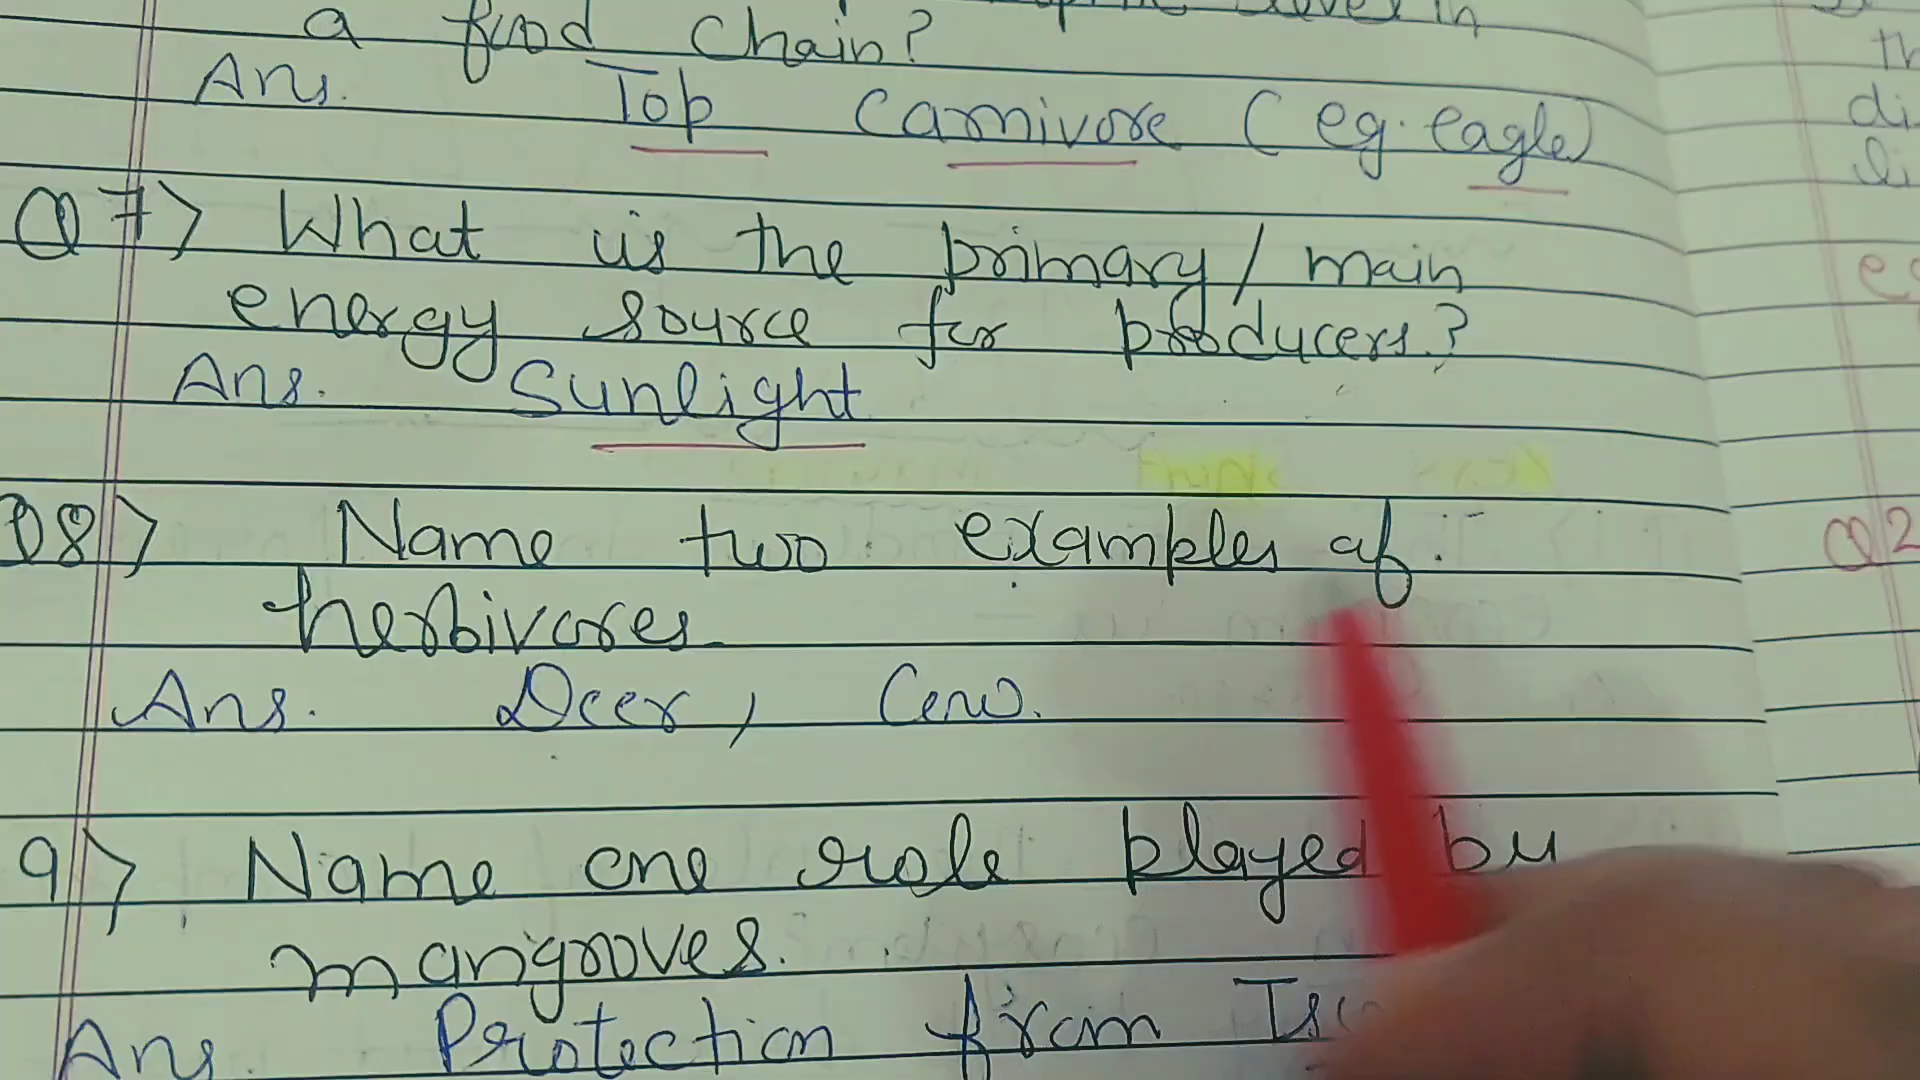 a food chain?
Ans. Top Carnivore (eg. eagle)
Q7> What is the primary/main
energy source for producers?
Ans. Sunlight
Q8> Name two examples of
herbivores.
Ans. Deer, Cow.
9> Name one role played by
mangroves.
Ans. Protection from
Q2